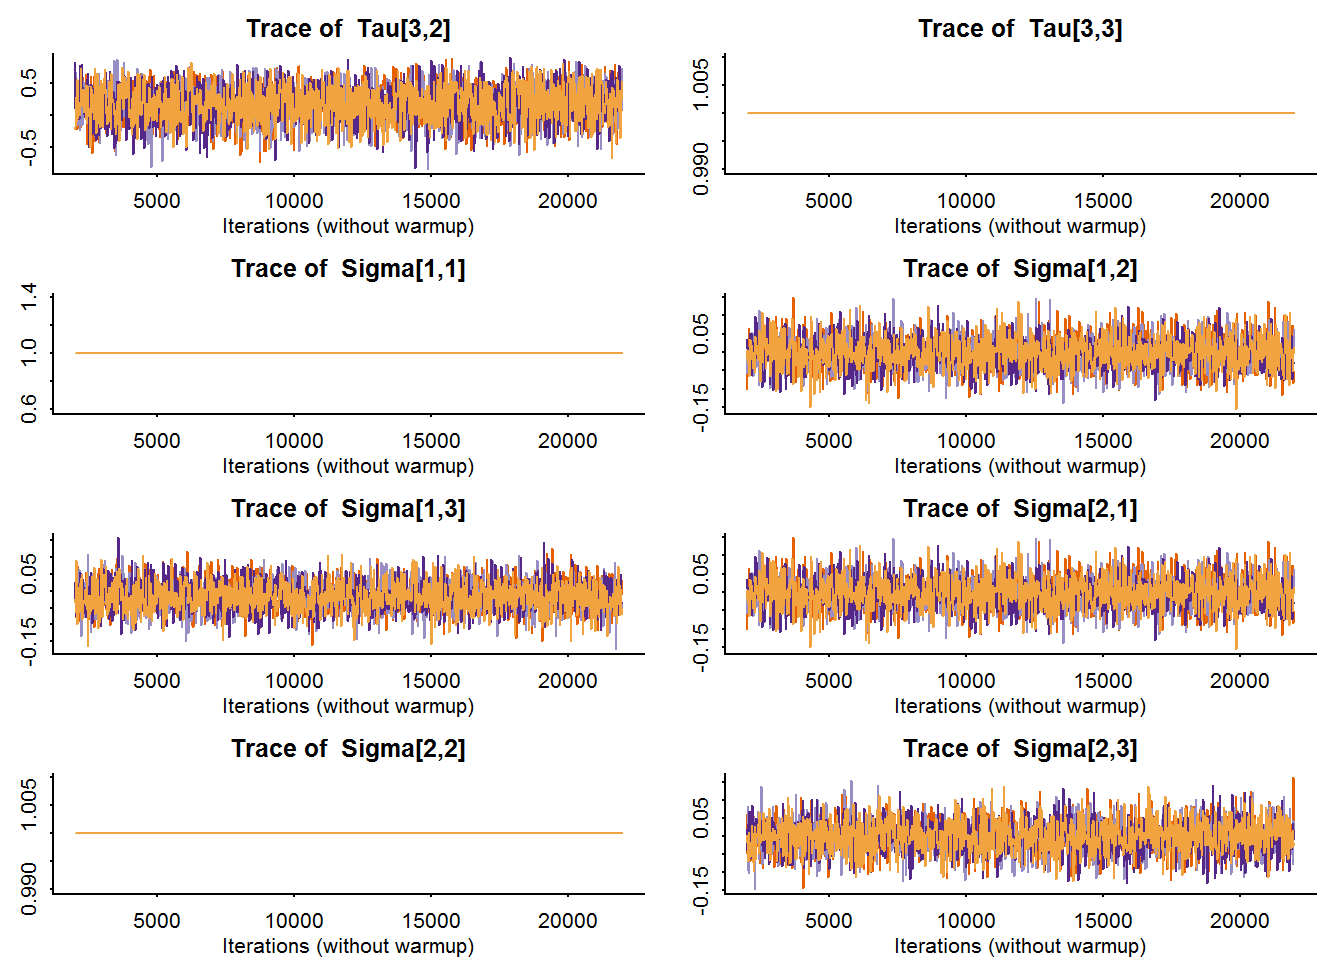 Trace of Tau[3,2]
0.5
-0.5
5000 10000 15000 20000
Iterations (without warmup)
Trace of Tau[3,3]
1.005
0.990
5000 10000 15000 20000
Iterations (without warmup)
Trace of Sigma[1,1]
1.4
1.0
0.6
5000 10000 15000 20000
Iterations (without warmup)
Trace of Sigma[1,2]
0.05
-0.15
5000 10000 15000 20000
Iterations (without warmup)
Trace of Sigma[1,3]
0.05
-0.15
5000 10000 15000 20000
Iterations (without warmup)
Trace of Sigma[2,1]
0.05
-0.15
5000 10000 15000 20000
Iterations (without warmup)
Trace of Sigma[2,2]
1.005
0.990
5000 10000 15000 20000
Iterations (without warmup)
Trace of Sigma[2,3]
0.05
-0.15
5000 10000 15000 20000
Iterations (without warmup)